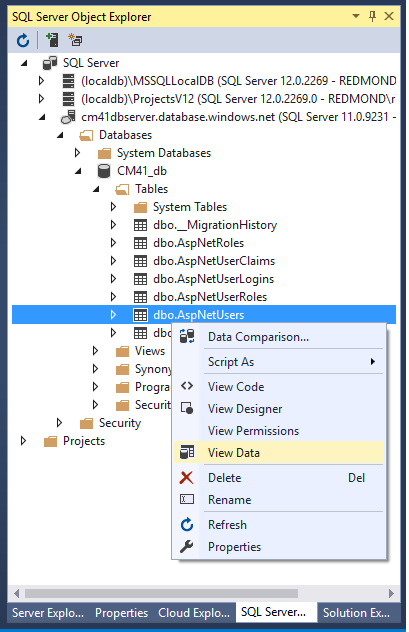 SQL Server Object Explorer
SQL Server
(localdb)\MSSQLLocalDB (SQL Server 12.0.2269 - REDMOND
(localdb)\ProjectsV12 (SQL Server 12.0.2269.0 - REDMOND\r
cm41dbserver.database.windows.net (SQL Server 11.0.9231 -
Databases
System Databases
CM41_db
Tables
System Tables
dbo.__MigrationHistory
dbo.AspNetRoles
dbo.AspNetUserClaims
dbo.AspNetUserLogins
dbo.AspNetUserRoles
dbo.AspNetUsers
dbo
Views
Synony
Progra
Securit
Security
Projects
Data Comparison...
Script As
View Code
View Designer
View Permissions
View Data
Delete Del
Rename
Refresh
Properties
Server Explo... Properties Cloud Explo... SQL Server... Solution Ex...